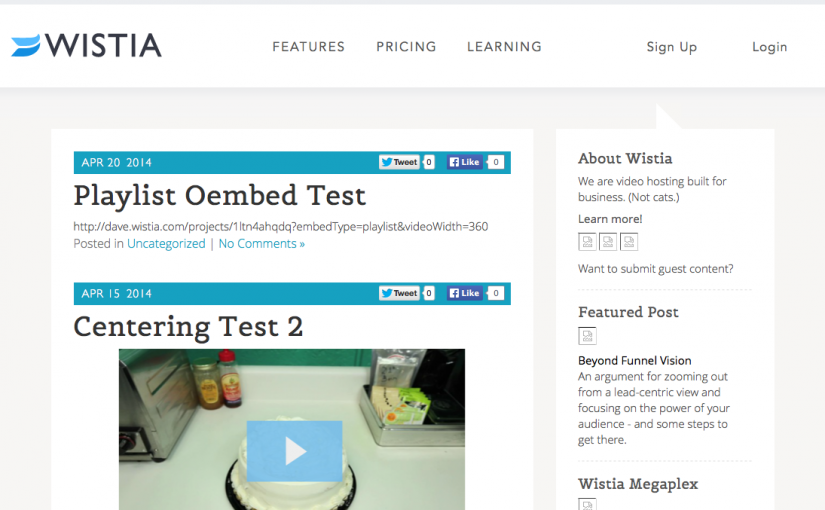 WISTIA
FEATURES PRICING LEARNING Sign Up Login
APR 20 2014 Tweet 0 Like 0
Playlist Oembed Test
http://dave.wistia.com/projects/1ltn4ahqdq?embedType=playlist&videoWidth=360
Posted in Uncategorized | No Comments »
APR 15 2014 Tweet 0 Like 0
Centering Test 2
About Wistia
We are video hosting built for
business. (Not cats.)
Learn more!
Want to submit guest content?
Featured Post
Beyond Funnel Vision
An argument for zooming out
from a lead-centric view and
focusing on the power of your
audience - and some steps to
get there.
Wistia Megaplex